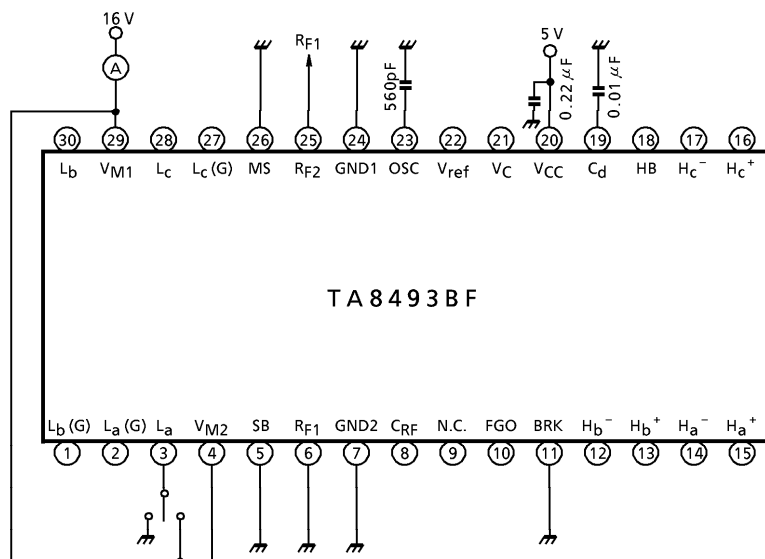 16 V
A
R_F1
560pF
5 V
0.22 μF
0.01 μF
30 29 28 27 26 25 24 23 22 21 20 19 18 17 16
L_b V_M1 L_c L_c (G) MS R_F2 GND1 OSC V_ref V_C V_CC C_d HB H_c⁻ H_c⁺
TA8493BF
L_b (G) L_a (G) L_a V_M2 SB R_F1 GND2 C_RF N.C. FGO BRK H_b⁻ H_b⁺ H_a⁻ H_a⁺
1 2 3 4 5 6 7 8 9 10 11 12 13 14 15